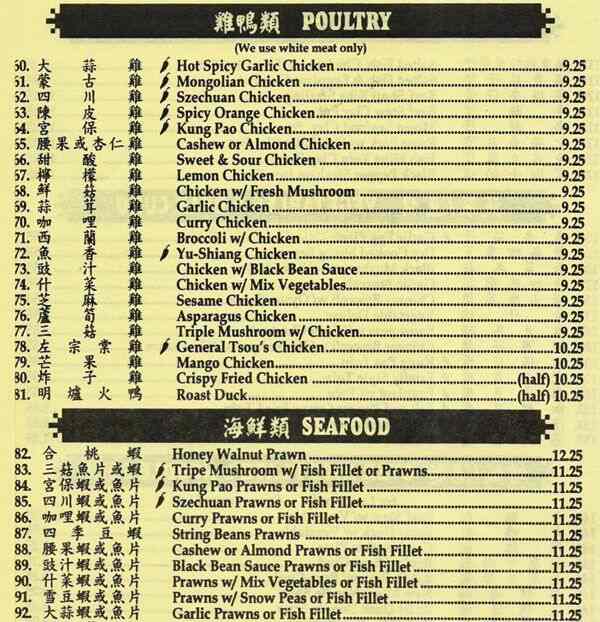 雞鴨類 POULTRY
(We use white meat only)
60. 大蒜雞 Hot Spicy Garlic Chicken 9.25
61. 蒙古雞 Mongolian Chicken 9.25
62. 四川雞 Szechuan Chicken 9.25
63. 陳皮雞 Spicy Orange Chicken 9.25
64. 宮保雞 Kung Pao Chicken 9.25
65. 腰果或杏仁雞 Cashew or Almond Chicken 9.25
66. 甜酸雞 Sweet & Sour Chicken 9.25
67. 檸檬雞 Lemon Chicken 9.25
68. 鮮菇雞 Chicken w/ Fresh Mushroom 9.25
69. 蒜茸雞 Garlic Chicken 9.25
70. 咖哩雞 Curry Chicken 9.25
71. 西蘭雞 Broccoli w/ Chicken 9.25
72. 魚香雞 Yu-Shiang Chicken 9.25
73. 豉汁雞 Chicken w/ Black Bean Sauce 9.25
74. 什菜雞 Chicken w/ Mix Vegetables 9.25
75. 芝麻雞 Sesame Chicken 9.25
76. 蘆筍雞 Asparagus Chicken 9.25
77. 三菇雞 Triple Mushroom w/ Chicken 9.25
78. 左宗棠雞 General Tsou's Chicken 10.25
79. 芒果雞 Mango Chicken 10.25
80. 炸子雞 Crispy Fried Chicken (half) 10.25
81. 明爐火鴨 Roast Duck (half) 10.25
海鮮類 SEAFOOD
82. 合桃蝦 Honey Walnut Prawn 12.25
83. 三菇魚片或蝦 Tripe Mushroom w/ Fish Fillet or Prawns 11.25
84. 宮保蝦或魚片 Kung Pao Prawns or Fish Fillet 11.25
85. 四川蝦或魚片 Szechuan Prawns or Fish Fillet 11.25
86. 咖哩蝦或魚片 Curry Prawns or Fish Fillet 11.25
87. 四季豆蝦 String Beans Prawns 11.25
88. 腰果蝦或魚片 Cashew or Almond Prawns or Fish Fillet 11.25
89. 豉汁蝦或魚片 Black Bean Sauce Prawns or Fish Fillet 11.25
90. 什菜蝦或魚片 Prawns w/ Mix Vegetables or Fish Fillet 11.25
91. 雪豆蝦或魚片 Prawns w/ Snow Peas or Fish Fillet 11.25
92. 大蒜蝦或魚片 Garlic Prawns or Fish Fillet 11.25